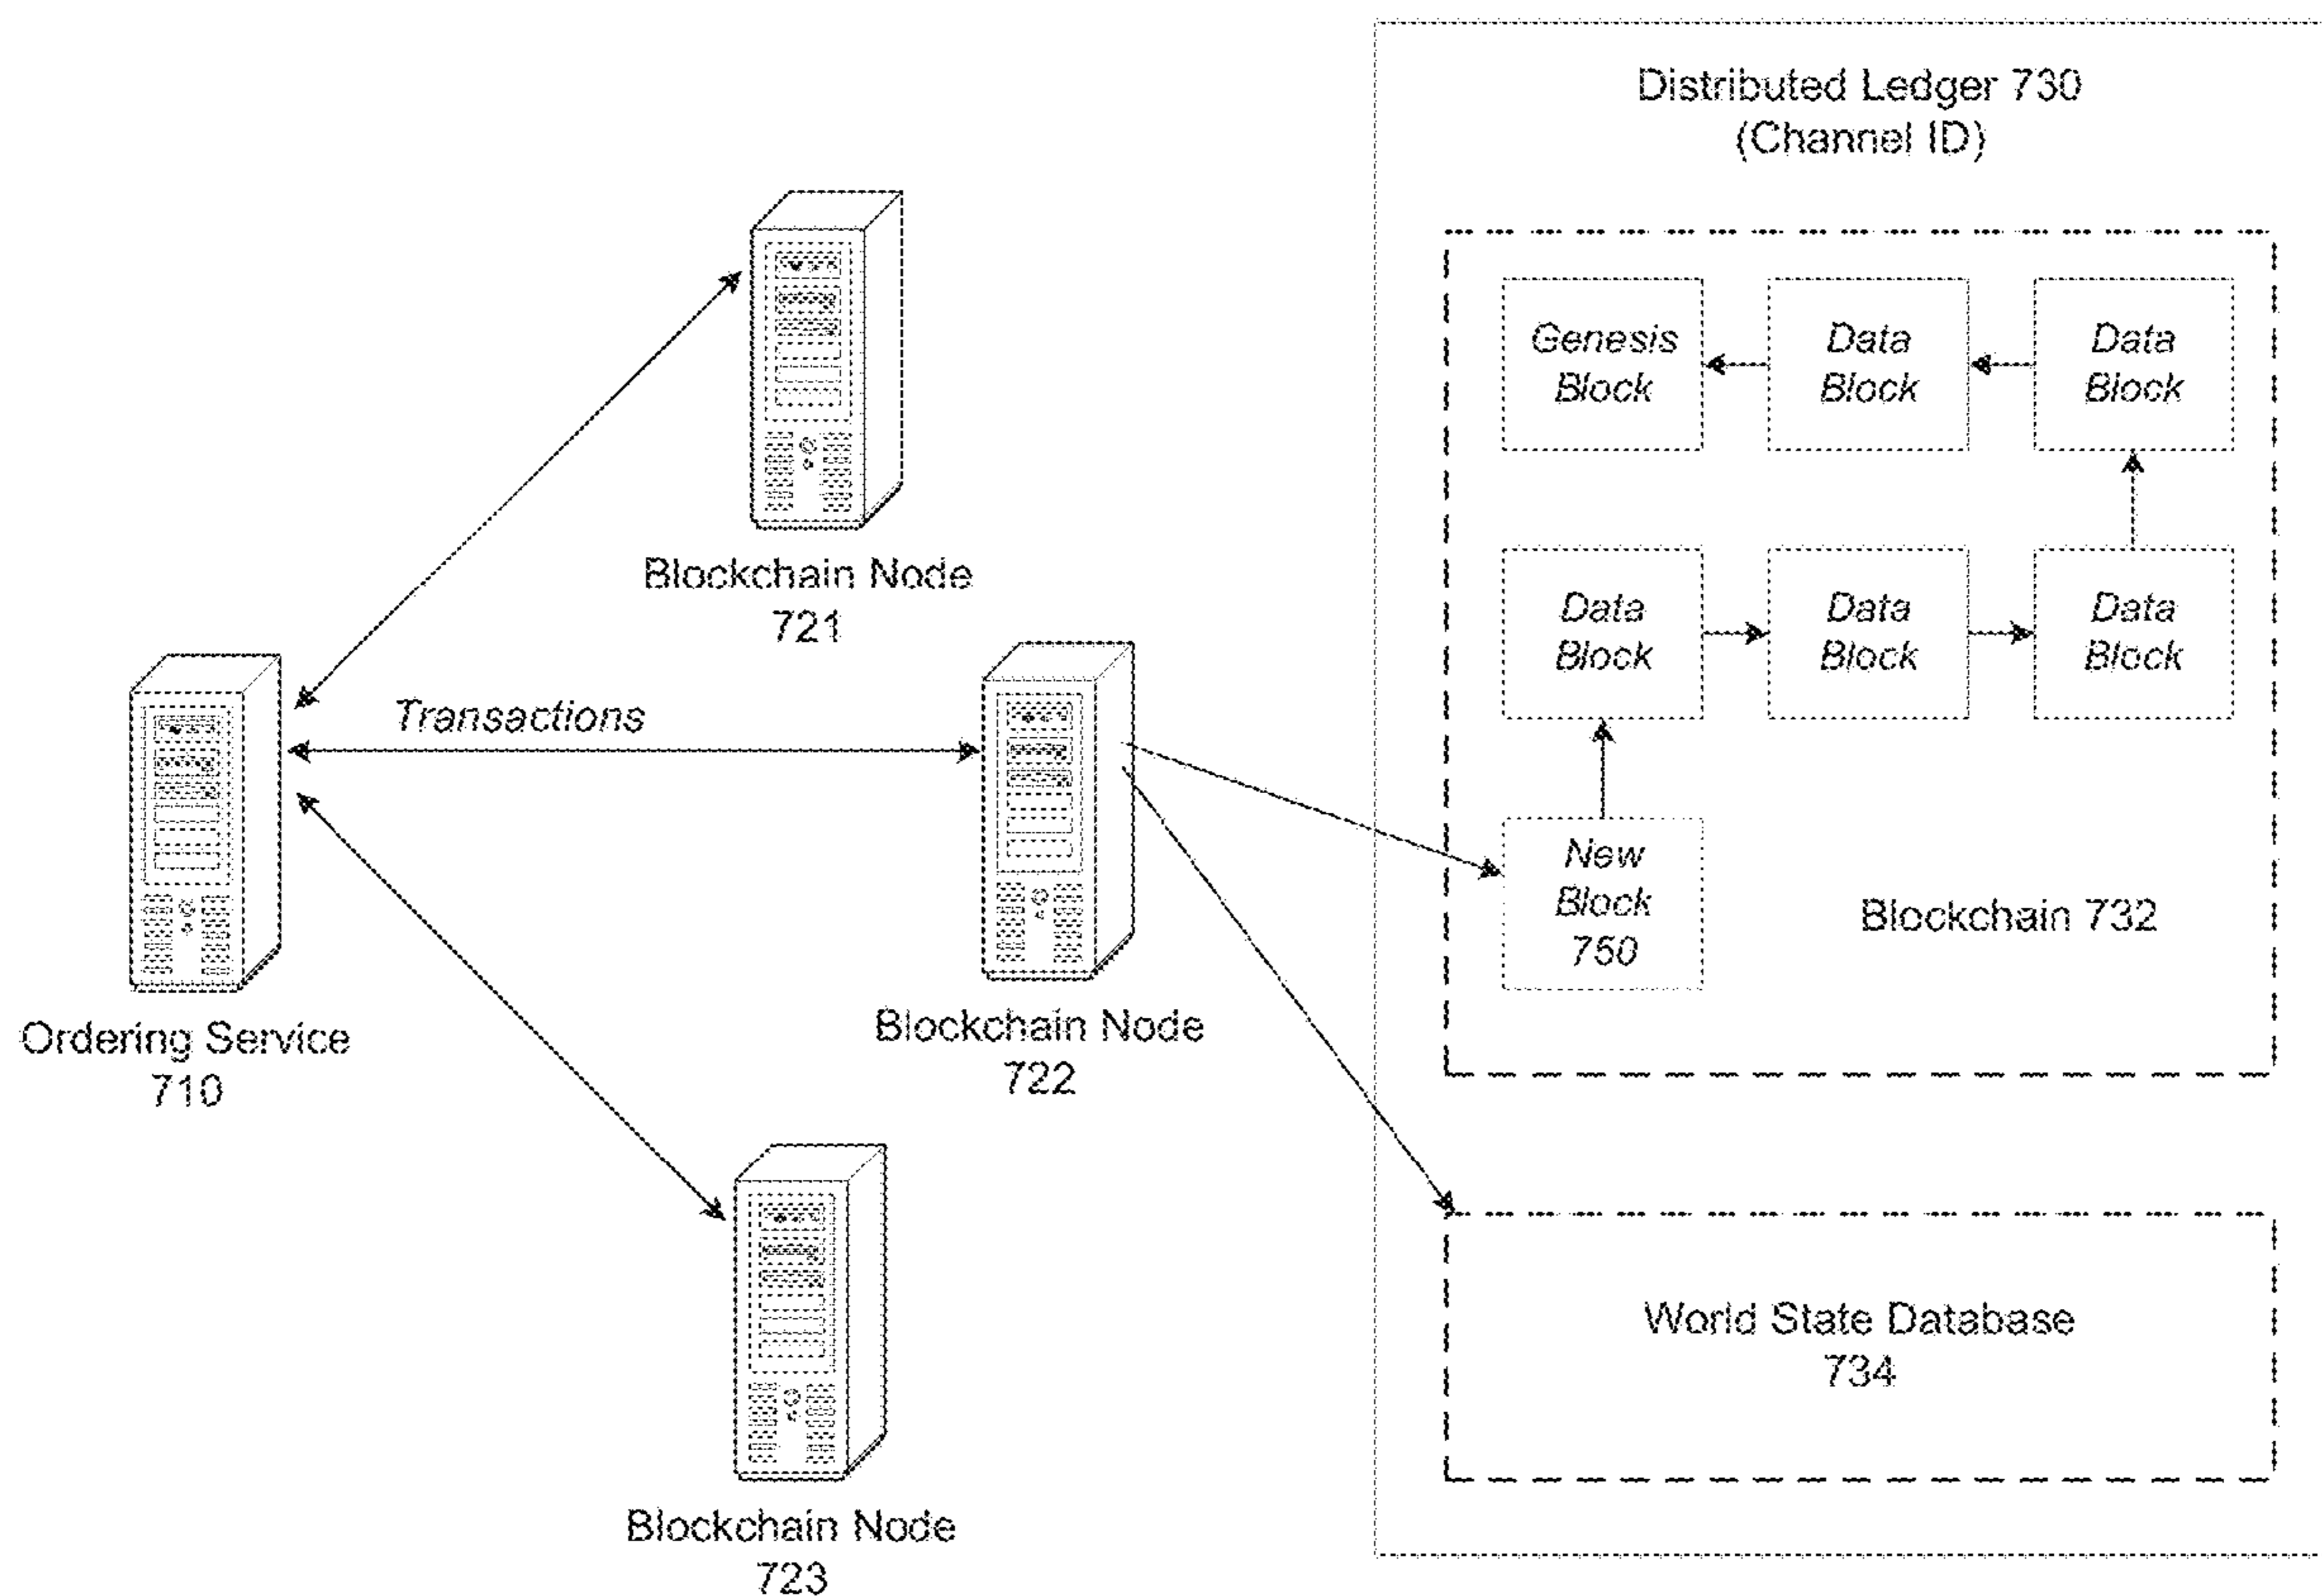 Distributed Ledger 730
(Channel ID)
Genesis
Block
Data
Block
Data
Block
Blockchain Node
721
Data
Block
Data
Block
Data
Block
Transactions
New
Block
750
Blockchain 732
Ordering Service
710
Blockchain Node
722
World State Database
734
Blockchain Node
723